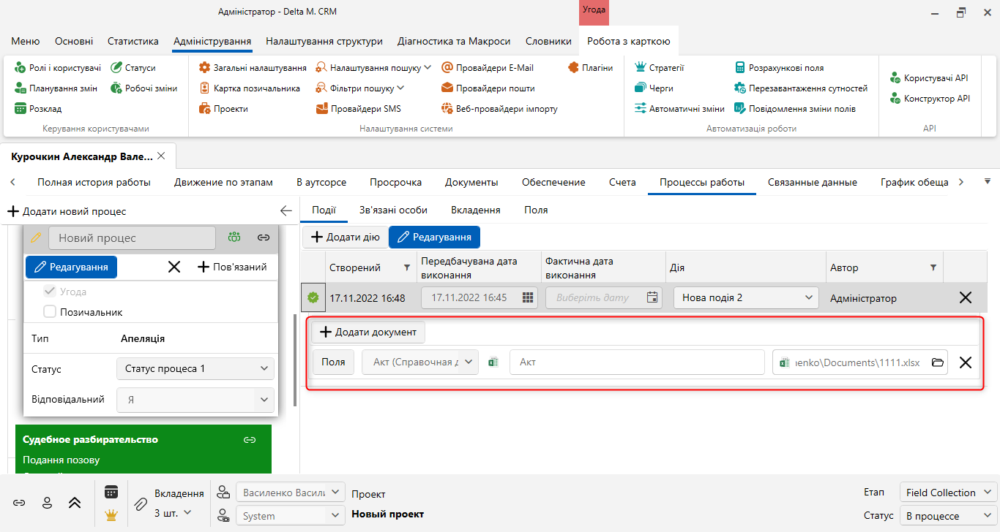 Адміністратор - Delta M. CRM
Угода
Меню Основні Статистика Адміністрування Налаштування структури Діагностика та Макроси Словники Робота з карткою
Ролі і користувачі Статуси Загальні налаштування Налаштування пошуку Провайдери E-Mail Плагіни Стратегії Розрахункові поля
Користувачі API
Планування змін Робочі зміни Картка позичальника Фільтри пошуку Провайдери пошти Черги Перезавантаження сутностей
Конструктор API
Розклад Проекти Провайдери SMS Веб-провайдери імпорту Автоматичні зміни Повідомлення зміни полів
Керування користувачами Налаштування системи Автоматизація роботи API
Курочкин Александр Вале...
Полная история работы Движение по этапам В аутсорсе Просрочка Документы Обеспечение Счета Процессы работы Связанные данные График обеща
Додати новий процес
Події Зв'язані особи Вкладення Поля
Новий процес
Додати дію Редагування
Редагування Пов'язаний
Створений Передбачувана дата виконання Фактична дата виконання Дія Автор
Угода
17.11.2022 16:48 17.11.2022 16:45 Виберіть дату Нова подія 2 Адміністратор
Позичальник
Додати документ
Тип Апеляція
Поля Акт (Справочная д Акт ıenko\Documents\1111.xlsx
Статус Статус процеса 1
Відповідальний Я
Судебное разбирательство
Подання позову
Вкладення
3 шт.
Василенко Васил
System
Проект
Новый проект
Етап Field Collection
Статус В процессе